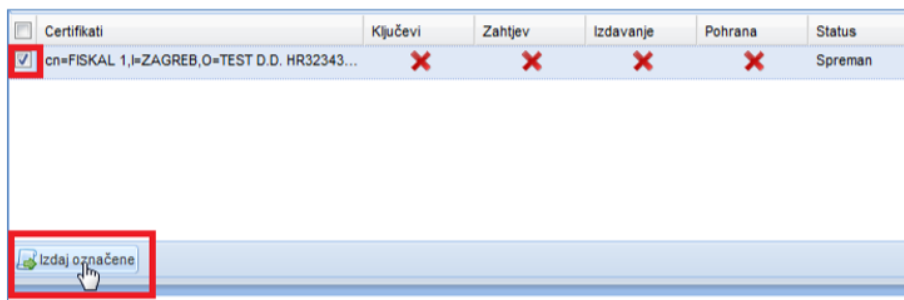 Certifikati Ključevi Zahtjev Izdavanje Pohrana Status
cn=FISKAL 1,l=ZAGREB,O=TEST D.D. HR32343... Spreman
Izdaj označene